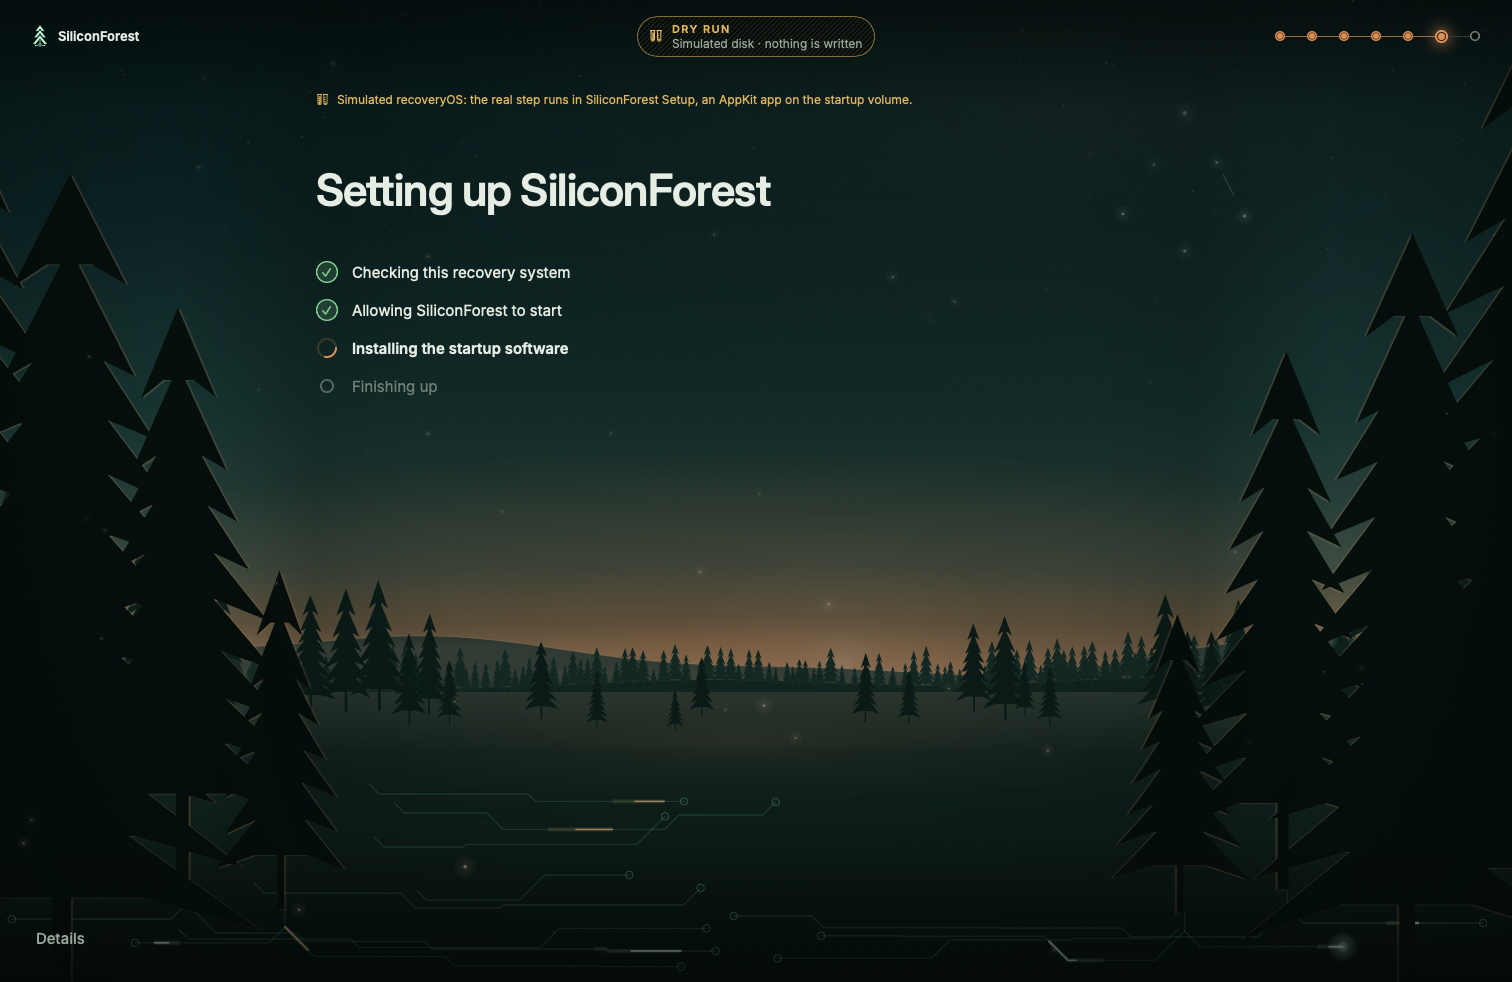 SiliconForest
DRY RUN
Simulated disk · nothing is written
Simulated recoveryOS: the real step runs in SiliconForest Setup, an AppKit app on the startup volume.
Setting up SiliconForest
Checking this recovery system
Allowing SiliconForest to start
Installing the startup software
Finishing up
Details